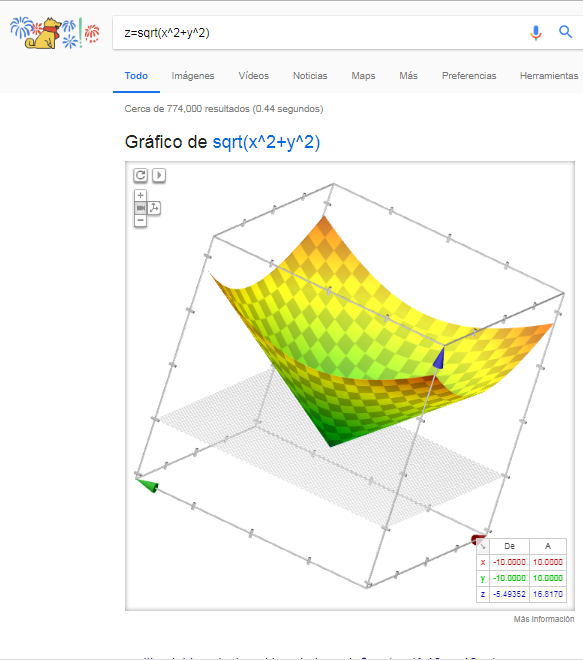 z=sqrt(x^2+y^2)
Todo Imágenes Vídeos Noticias Maps Más Preferencias Herramientas
Cerca de 774,000 resultados (0.44 segundos)
Gráfico de sqrt(x^2+y^2)
De A
x -10.0000 10.0000
y -10.0000 10.0000
z -5.49352 16.8170
Más información